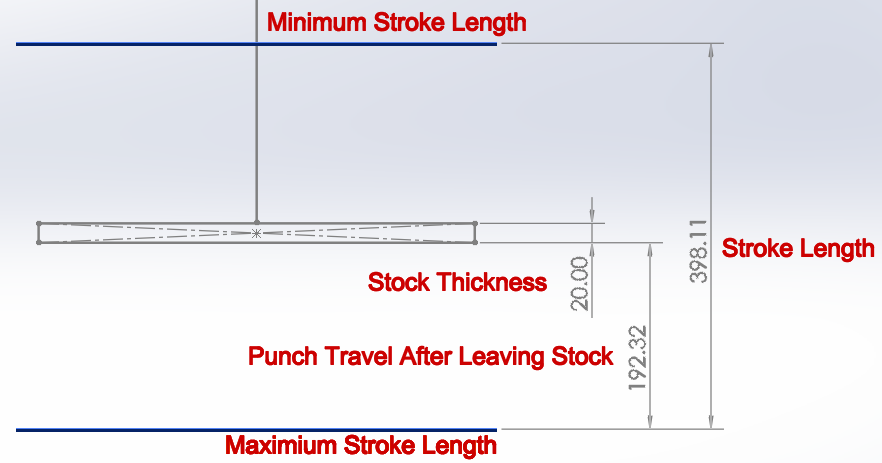 Minimum Stroke Length
398.11
Stroke Length
Stock Thickness
20.00
Punch Travel After Leaving Stock
192.32
Maximium Stroke Length